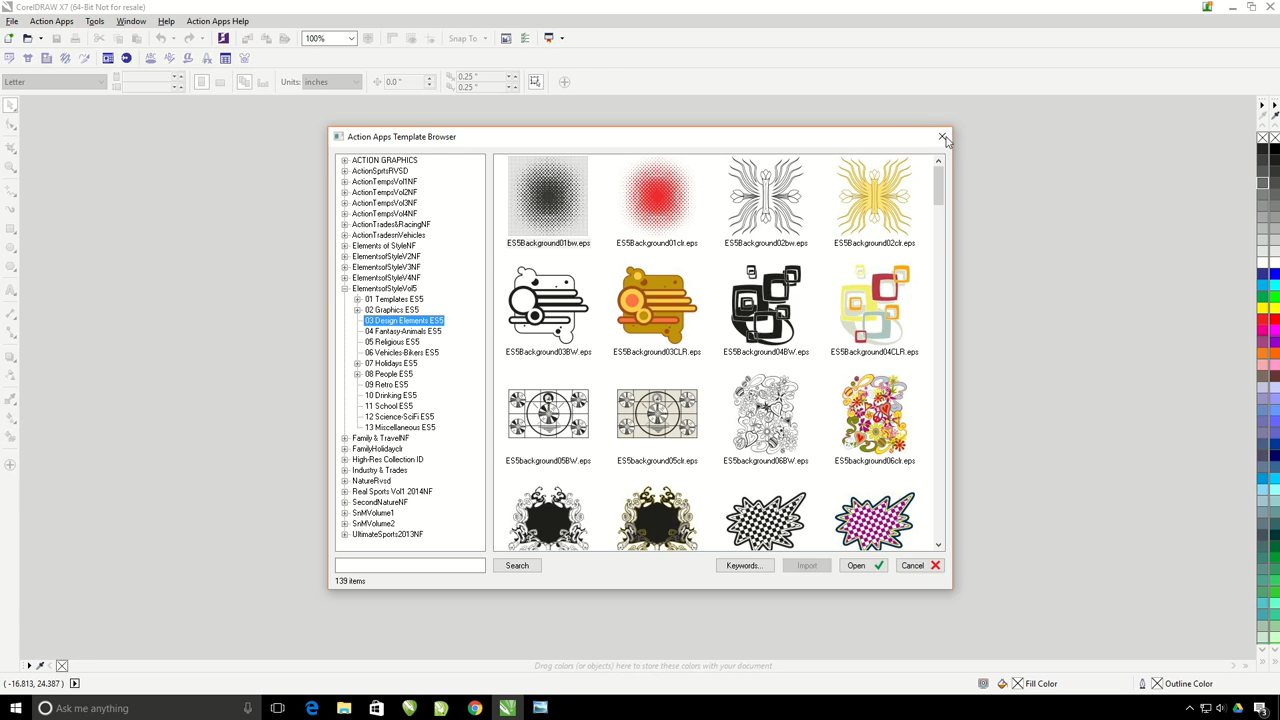 CorelDRAW X7 (64-Bit Not for resale)
File Action Apps Tools Window Help Action Apps Help
100% Snap To
Letter Units: inches 0.0 ° 0.25 "
0.25 "
Action Apps Template Browser
ACTION GRAPHICS
ActionSprtsRVSD
ActionTempsVol1NF
ActionTempsVol2NF
ActionTempsVol3NF
ActionTempsVol4NF
ActionTrades&RacingNF
ActionTradesnVehicles
Elements of StyleNF
ElementsofStyleV2NF
ElementsofStyleV3NF
ElementsofStyleV4NF
ElementsofStyleVol5
01 Templates ES5
02 Graphics ES5
03 Design Elements ES5
04 Fantasy-Animals ES5
05 Religious ES5
06 Vehicles-Bikers ES5
07 Holidays ES5
08 People ES5
09 Retro ES5
10 Drinking ES5
11 School ES5
12 Science-SciFi ES5
13 Miscellaneous ES5
Family & TravelNF
FamilyHolidayclr
High-Res Collection ID
Industry & Trades
NatureRvsd
Real Sports Vol1 2014NF
SecondNatureNF
SnMVolume1
SnMVolume2
UltimateSports2013NF
ES5Background01bw.eps ES5Background01clr.eps ES5Background02bw.eps ES5Background02clr.eps
ES5Background03BW.eps ES5Background03CLR.eps ES5Background04BW.eps ES5Background04CLR.eps
ES5background05BW.eps ES5background05clr.eps ES5background06BW.eps ES5background06clr.eps
Search Keywords... Import Open Cancel
139 items
Drag colors (or objects) here to store these colors with your document
( -16.813, 24.387 ) Fill Color Outline Color
Ask me anything
3